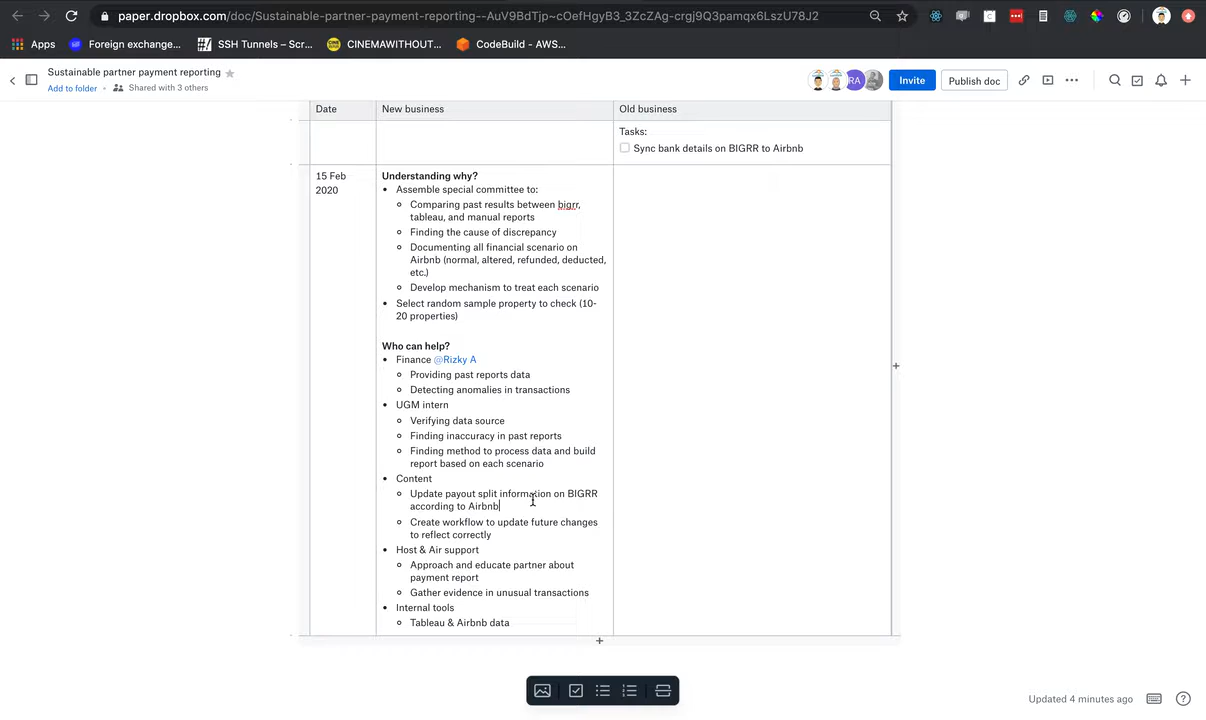 paper.dropbox.com/doc/Sustainable-partner-payment-reporting--AuV9BdTjp~cOefHgyB3_3ZcZAg-crgj9Q3pamqx6LszU78J2
Apps
Foreign exchange...
SSH Tunnels – Scr...
CINEMAWITHOUT...
CodeBuild - AWS...
Sustainable partner payment reporting
Add to folder • Shared with 3 others
RA
Invite
Publish doc
Date
New business
Old business
Tasks:
Sync bank details on BIGRR to Airbnb
15 Feb
2020
Understanding why?
Assemble special committee to:
Comparing past results between bigrr,
tableau, and manual reports
Finding the cause of discrepancy
Documenting all financial scenario on
Airbnb (normal, altered, refunded, deducted,
etc.)
Develop mechanism to treat each scenario
Select random sample property to check (10-
20 properties)
Who can help?
Finance @Rizky A
Providing past reports data
Detecting anomalies in transactions
UGM intern
Verifying data source
Finding inaccuracy in past reports
Finding method to process data and build
report based on each scenario
Content
Update payout split information on BIGRR
according to Airbnb
Create workflow to update future changes
to reflect correctly
Host & Air support
Approach and educate partner about
payment report
Gather evidence in unusual transactions
Internal tools
Tableau & Airbnb data
Updated 4 minutes ago